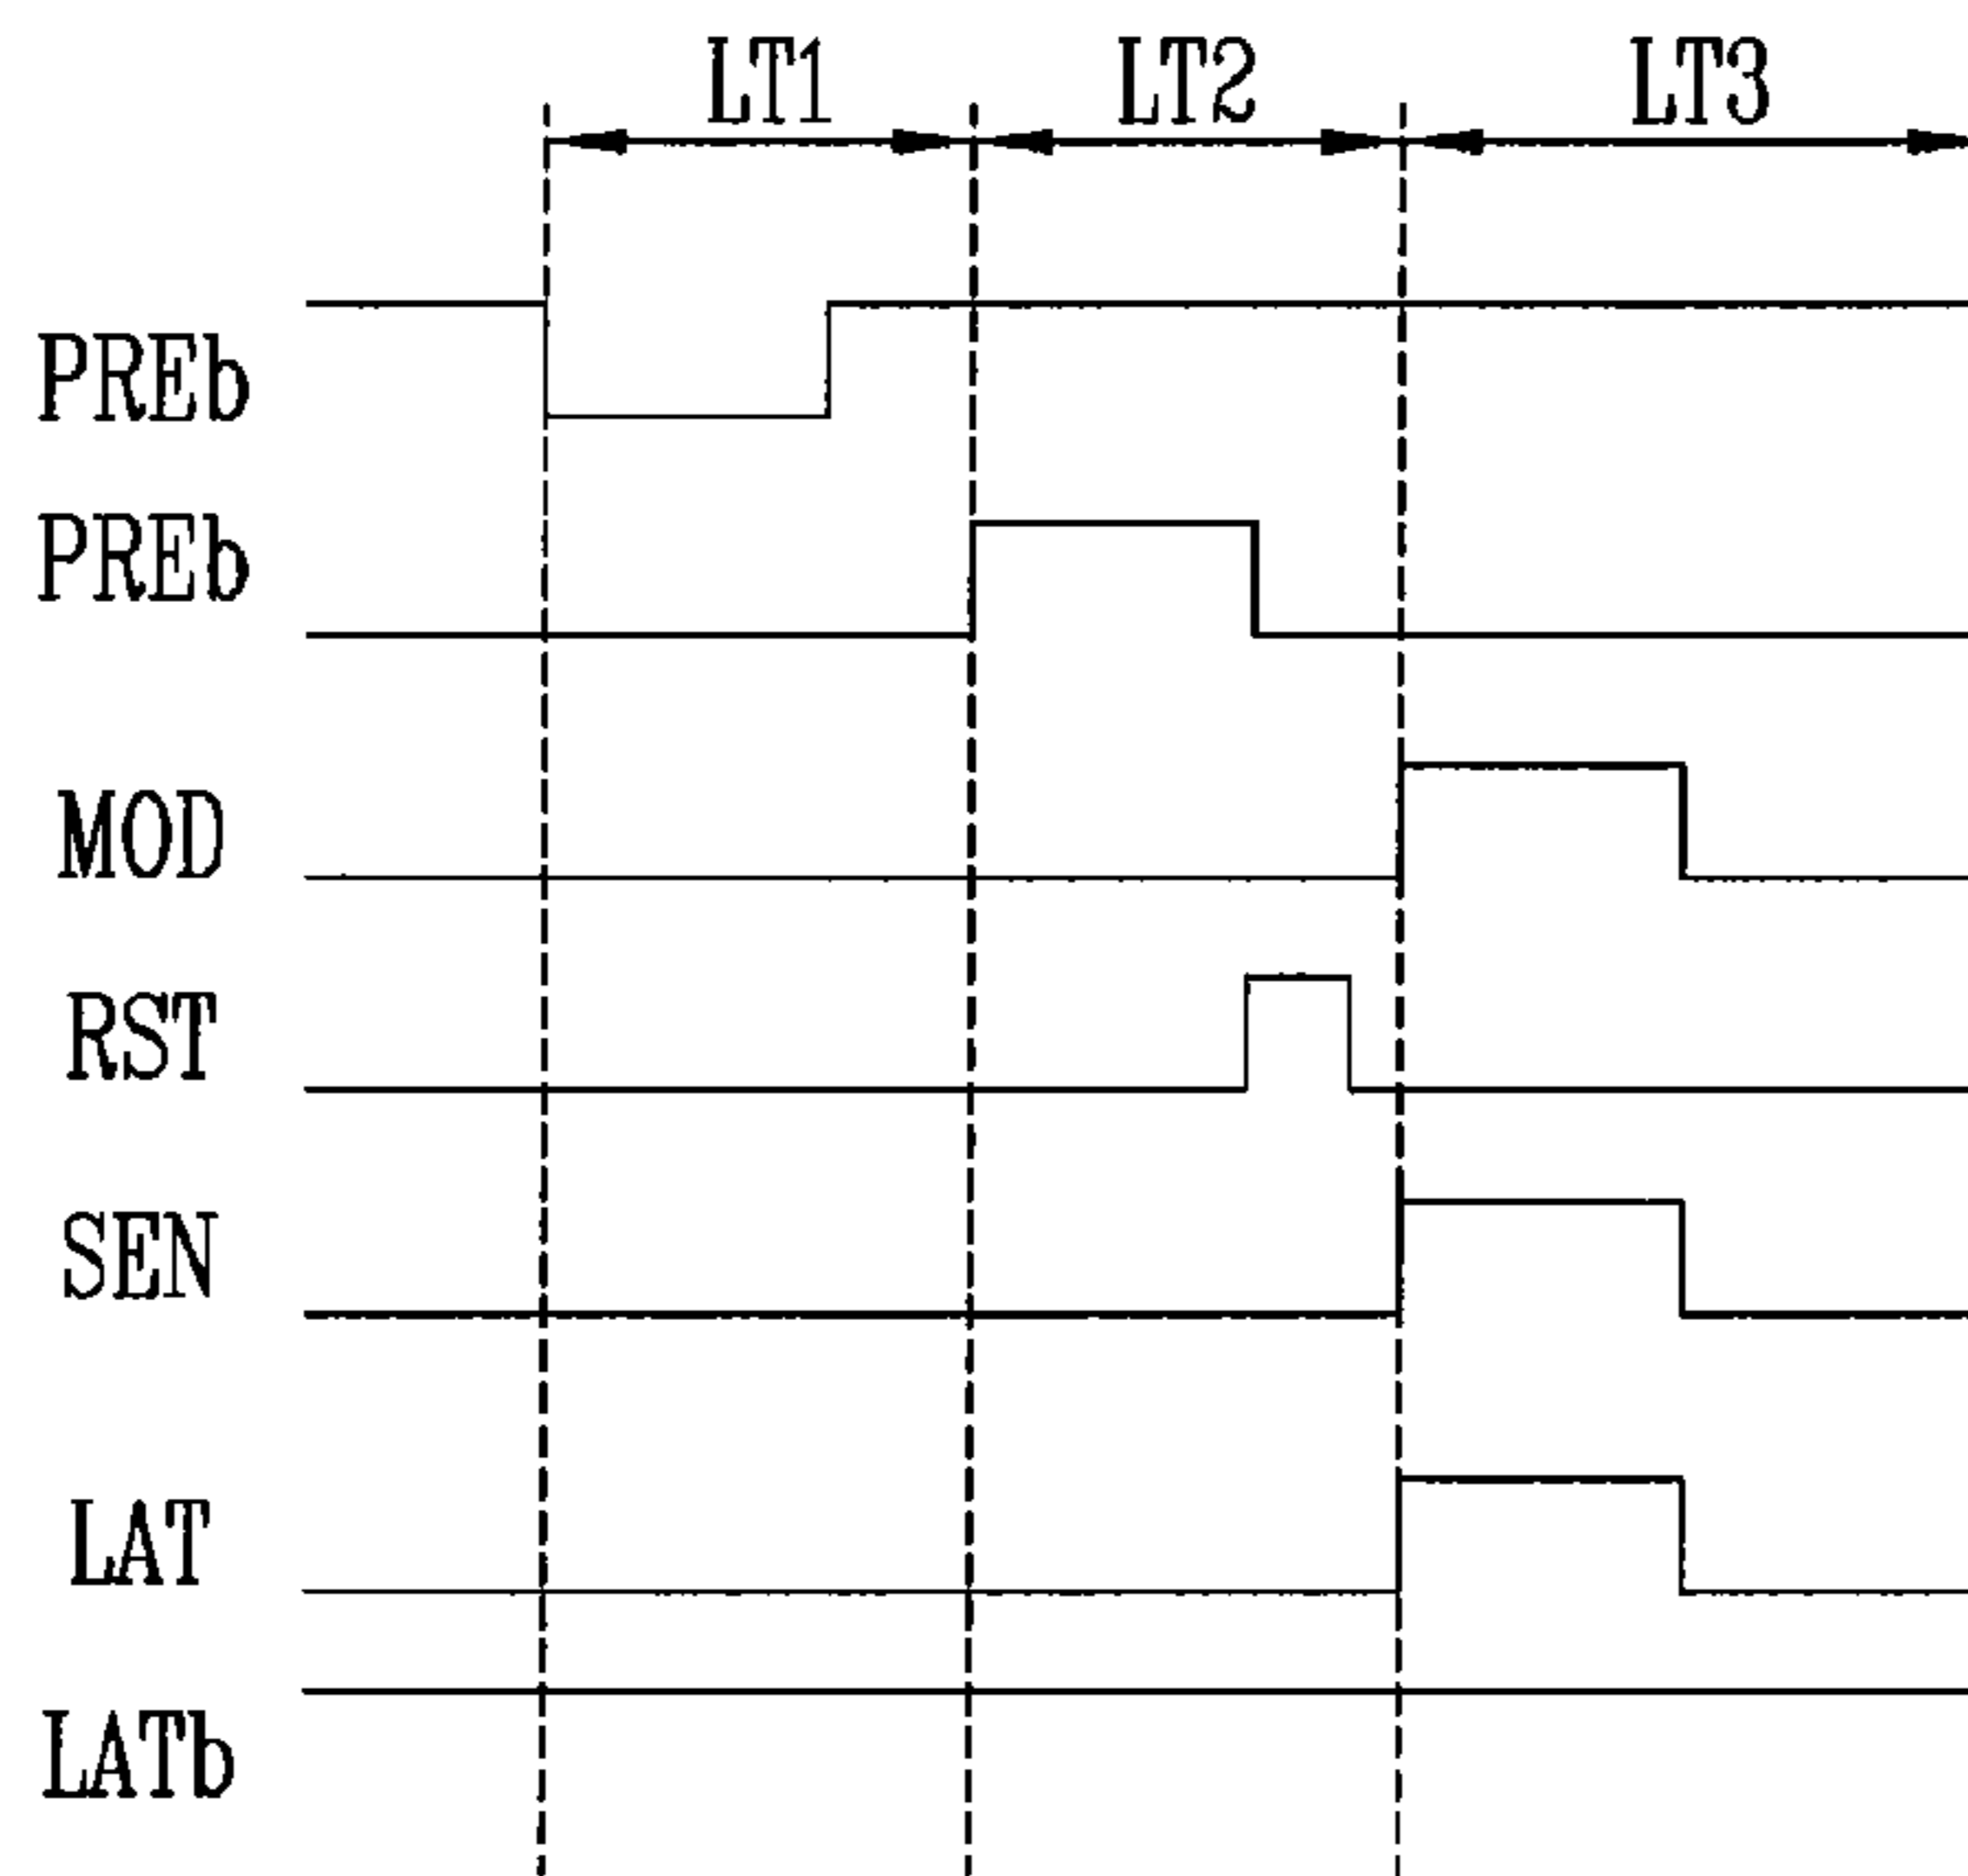 LT1 LT2 LT3
PREb
PREb
MOD
RST
SEN
LAT
LATb